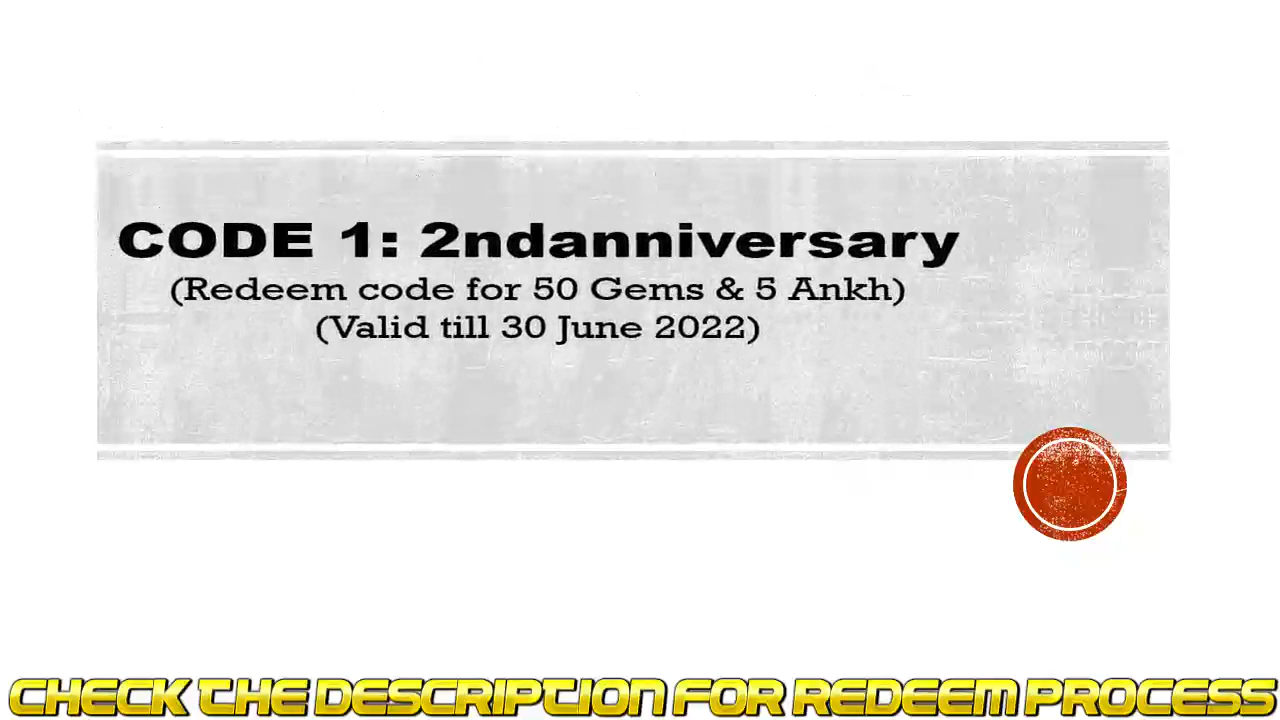 CODE 1: 2ndanniversary
(Redeem code for 50 Gems & 5 Ankh)
(Valid till 30 June 2022)
CHECK THE DESCRIPTION FOR REDEEM PROCESS